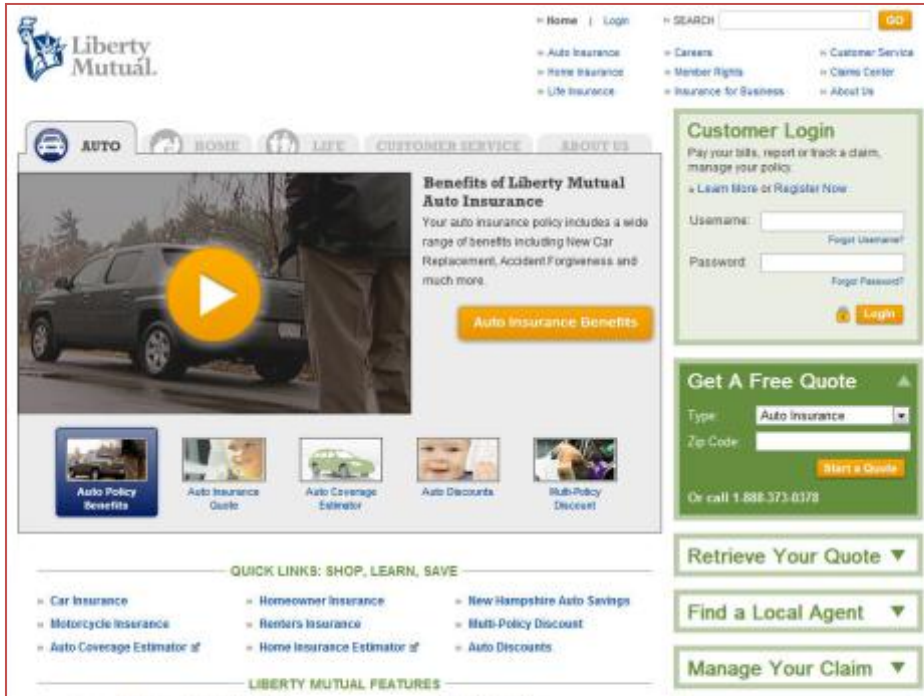 Liberty
Mutual.
Home | Login
SEARCH
GO
Auto Insurance
Home Insurance
Life Insurance
Careers
Member Rights
Insurance for Business
Customer Service
Claims Center
About Us
AUTO
HOME
LIFE
CUSTOMER SERVICE
ABOUT US
Benefits of Liberty Mutual
Auto Insurance
Your auto insurance policy includes a wide
range of benefits including New Car
Replacement, Accident Forgiveness and
much more.
Auto Insurance Benefits
Auto Policy
Benefits
Auto Insurance
Quote
Auto Coverage
Estimator
Auto Discounts
Multi-Policy
Discount
Customer Login
Pay your bills, report or track a claim,
manage your policy.
Learn More or Register Now
Username:
Forgot Username?
Password:
Forgot Password?
Login
Get A Free Quote
Type:
Auto Insurance
Zip Code:
Start a Quote
Or call 1-888-373-0378
Retrieve Your Quote
Find a Local Agent
Manage Your Claim
QUICK LINKS: SHOP, LEARN, SAVE
Car Insurance
Motorcycle Insurance
Auto Coverage Estimator
Homeowner Insurance
Renters Insurance
Home Insurance Estimator
New Hampshire Auto Savings
Multi-Policy Discount
Auto Discounts
LIBERTY MUTUAL FEATURES